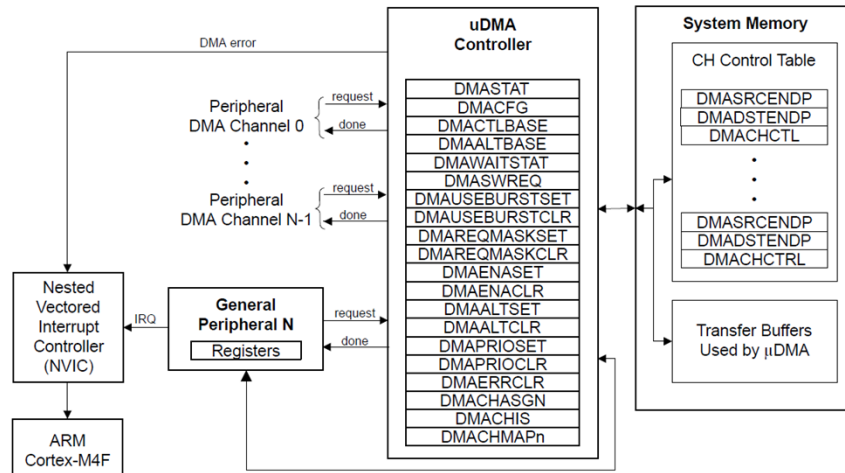 uDMA
Controller
DMASTAT
DMACFG
DMACTLBASE
DMAALTBASE
DMAWAITSTAT
DMASWREQ
DMAUSEBURSTSET
DMAUSEBURSTCLR
DMAREQMASKSET
DMAREQMASKCLR
DMAENASET
DMAENACLR
DMAALTSET
DMAALTCLR
DMAPRIOSET
DMAPRIOCLR
DMAERRCLR
DMACHASGN
DMACHIS
DMACHMAPn
DMA error
Peripheral
DMA Channel 0
request
done
Peripheral
DMA Channel N-1
request
done
Nested
Vectored
Interrupt
Controller
(NVIC)
IRQ
General
Peripheral N
Registers
request
done
ARM
Cortex-M4F
System Memory
CH Control Table
DMASRCENDP
DMADSTENDP
DMACHCTL
DMASRCENDP
DMADSTENDP
DMACHCTRL
Transfer Buffers
Used by μDMA